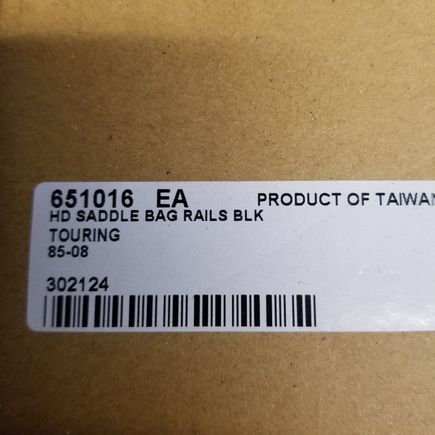 651016 EA PRODUCT OF TAIWAN
HD SADDLE BAG RAILS BLK
TOURING
85-08
302124